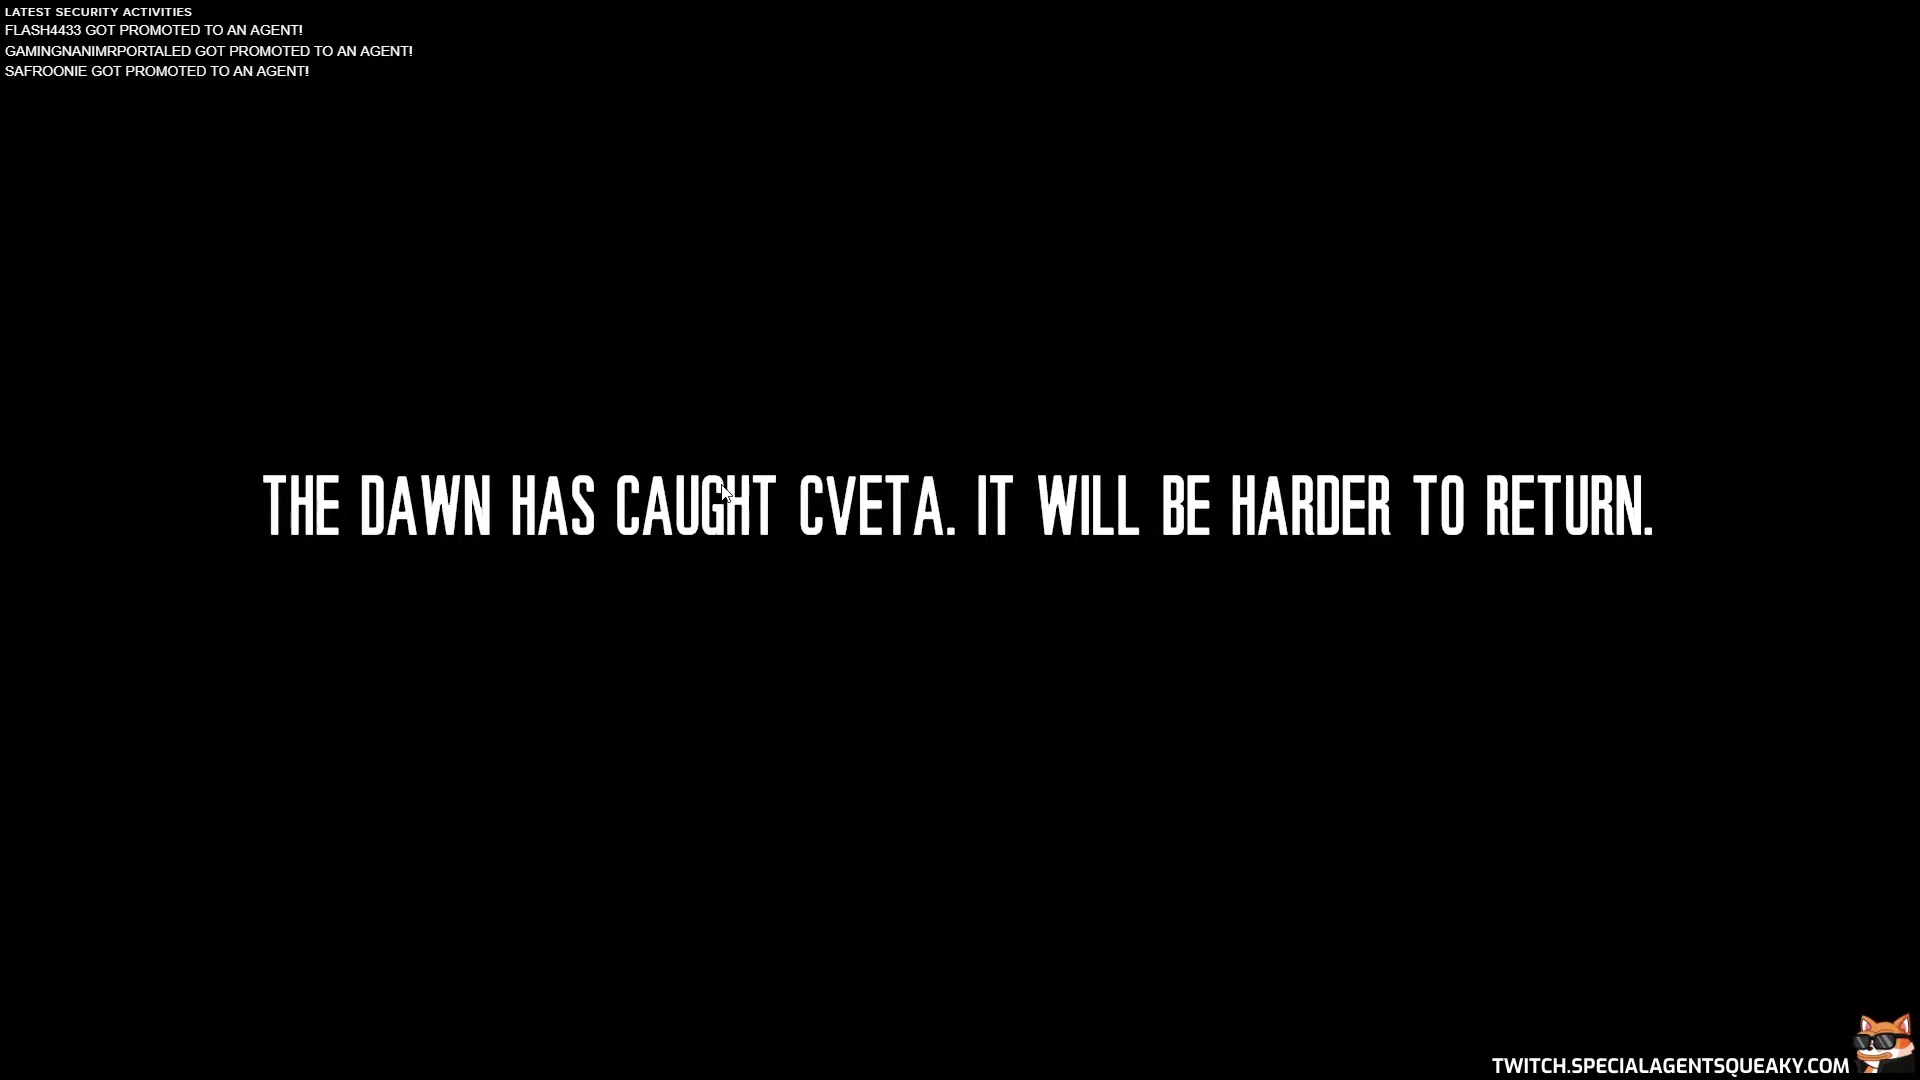 LATEST SECURITY ACTIVITIES
FLASH4433 GOT PROMOTED TO AN AGENT!
GAMINGNANIMRPORTALED GOT PROMOTED TO AN AGENT!
SAFROONIE GOT PROMOTED TO AN AGENT!
THE DAWN HAS CAUGHT CVETA. IT WILL BE HARDER TO RETURN.
TWITCH.SPECIALAGENTSQUEAKY.COM